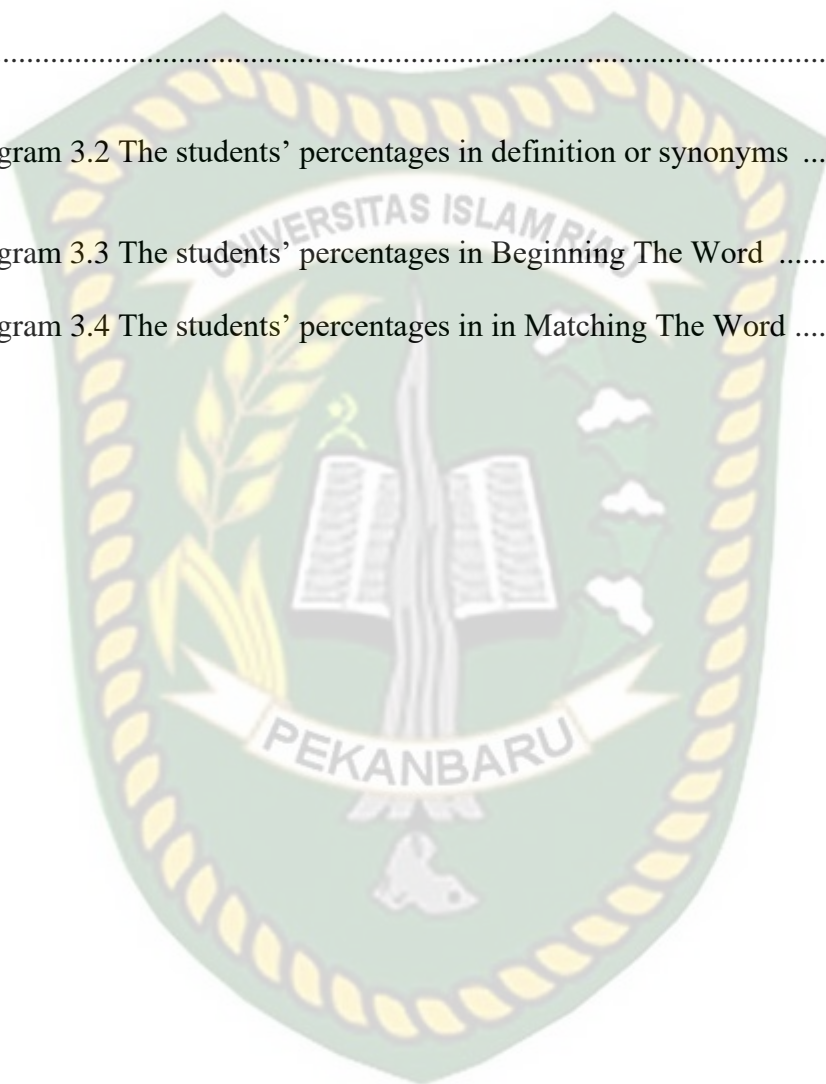 ..........................................................................................................
gram 3.2 The students’ percentages in definition or synonyms ...
UNIVERSITAS ISLAM RIAU
gram 3.3 The students’ percentages in Beginning The Word ......
gram 3.4 The students’ percentages in in Matching The Word ....
PEKANBARU